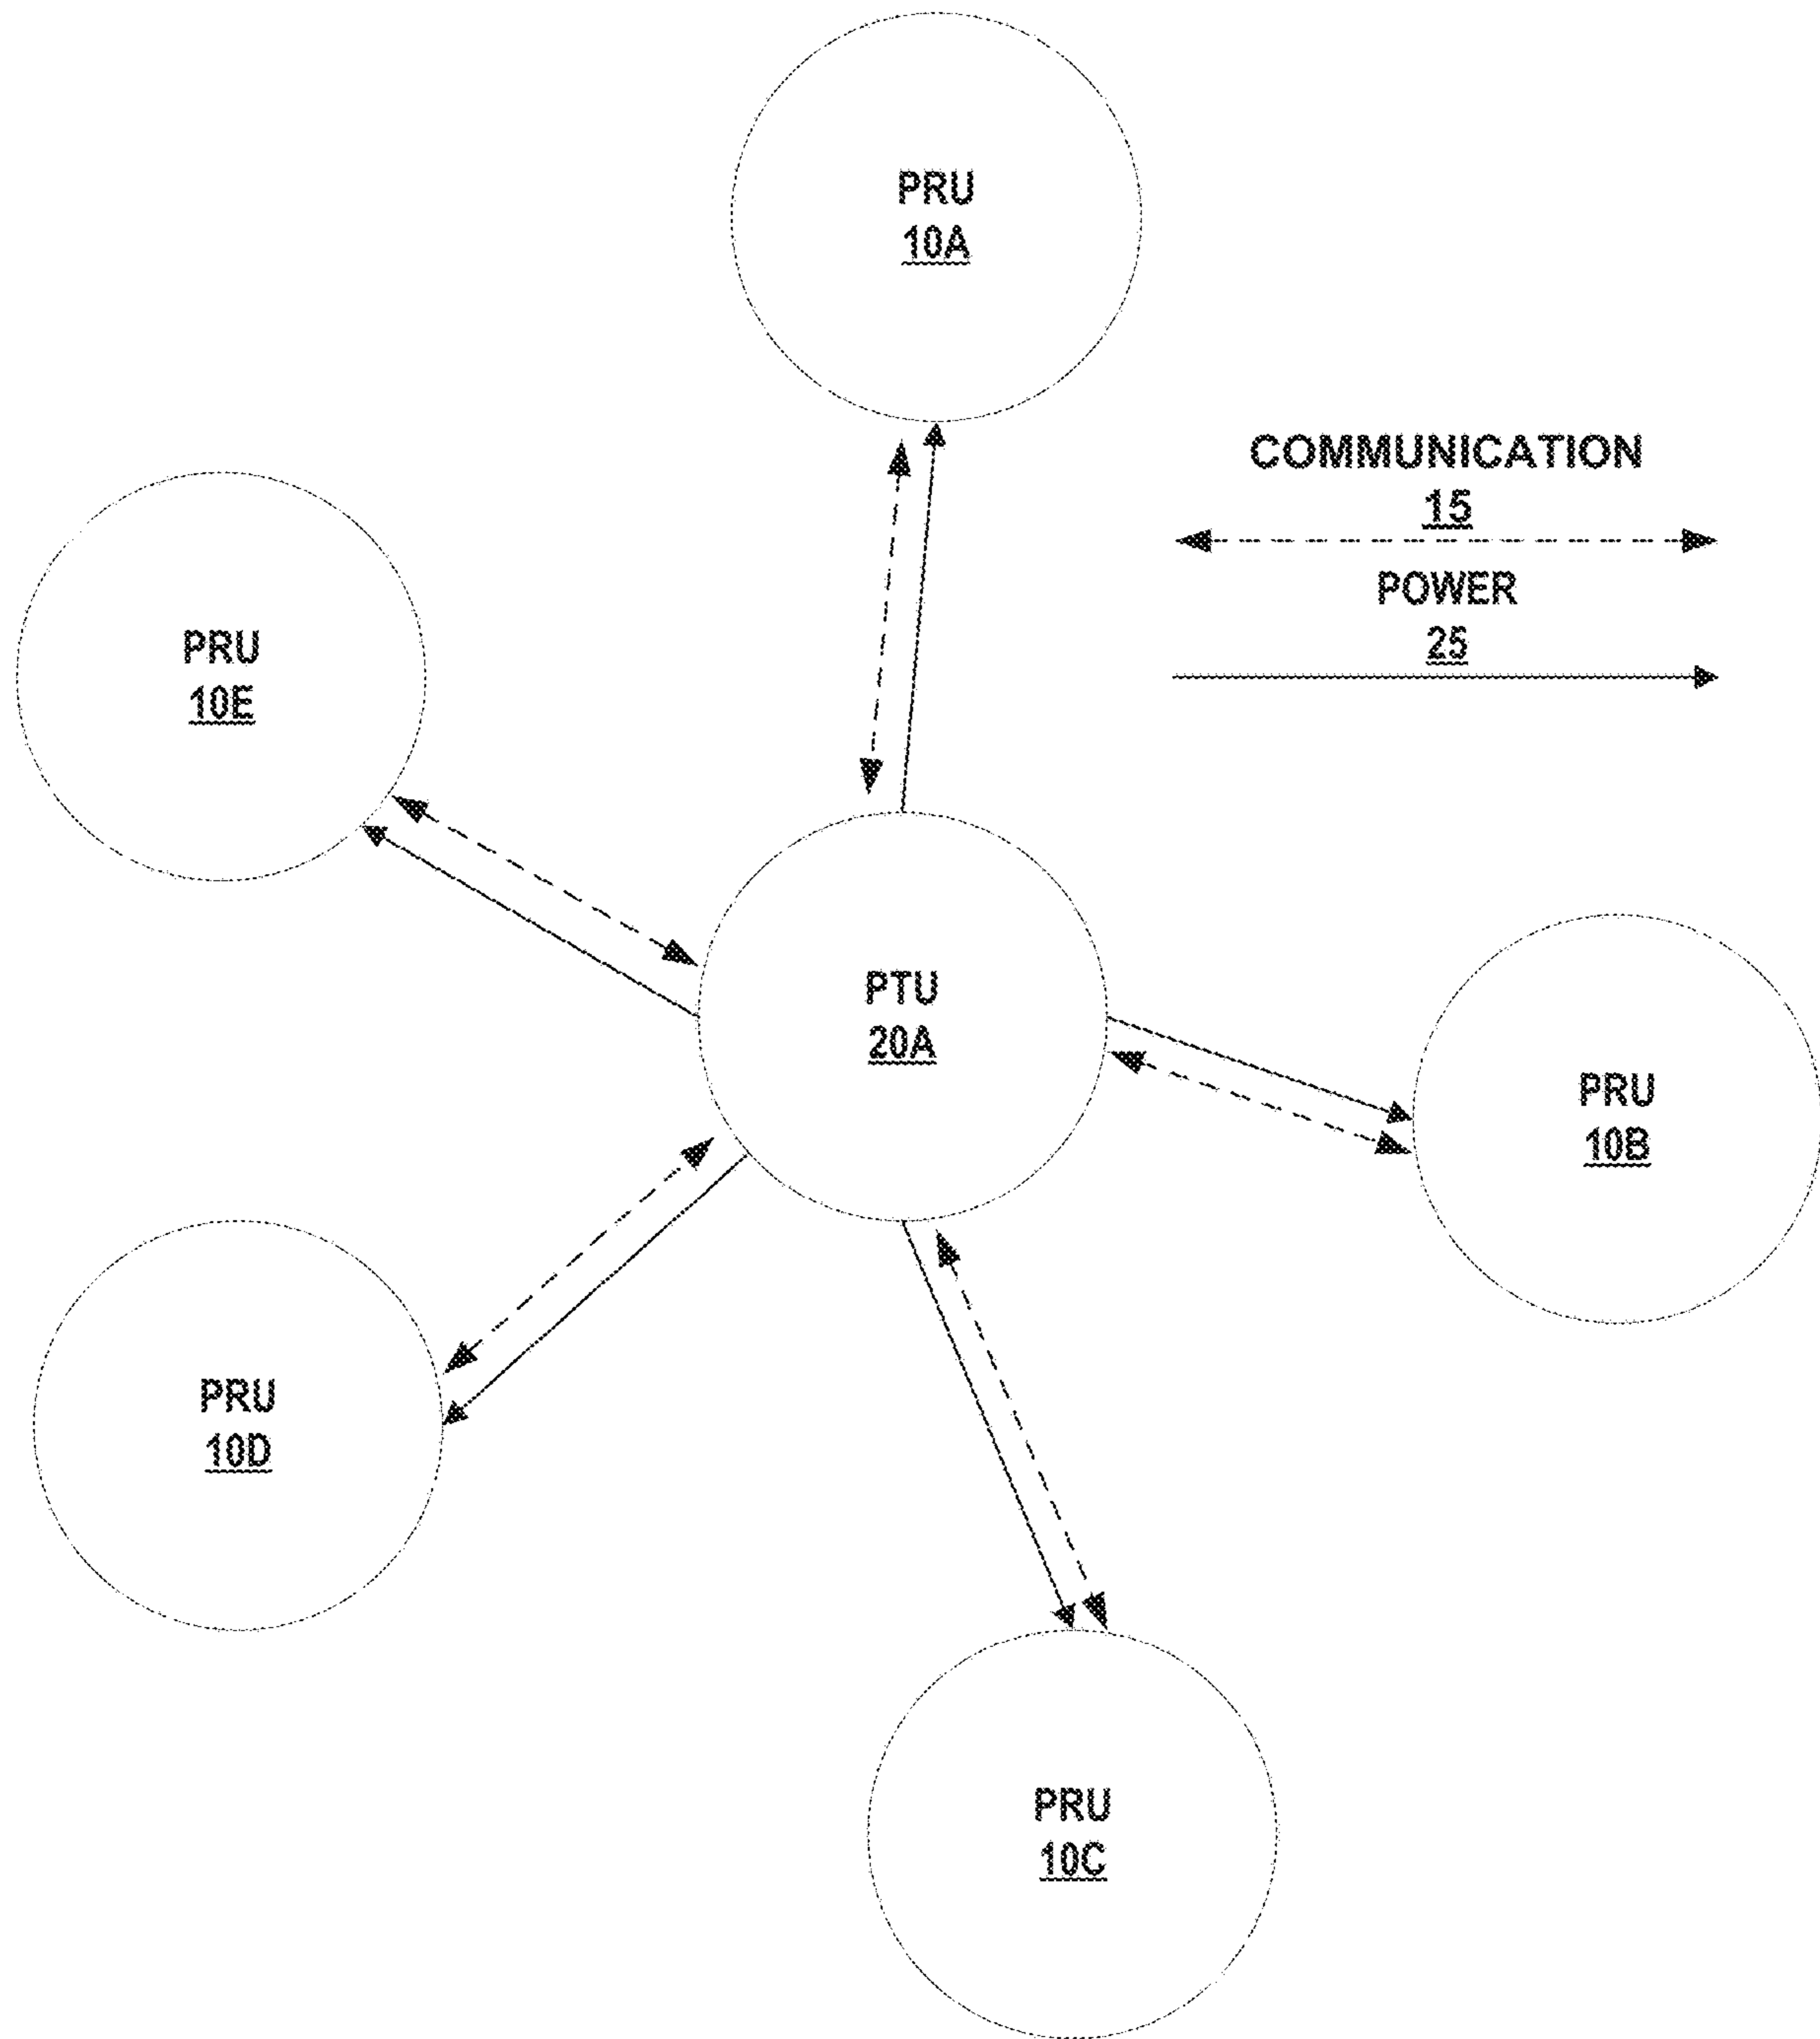 PRU
10A
COMMUNICATION
15
POWER
25
PRU
10E
PTU
20A
PRU
10B
PRU
10D
PRU
10C